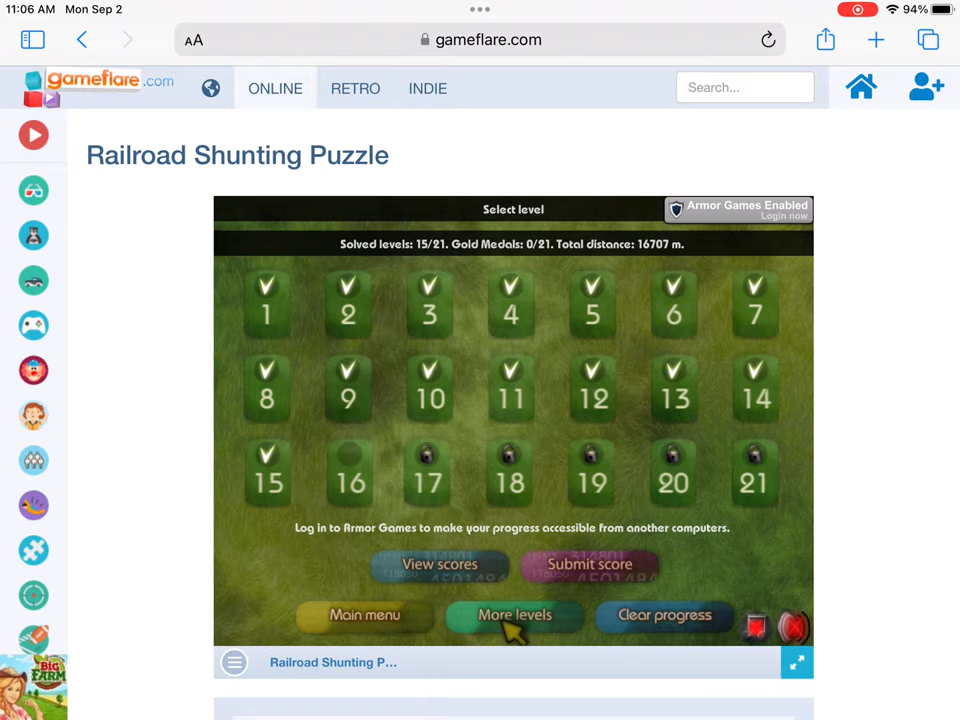 11:06 AM Mon Sep 2
94%
AA
gameflare.com
gameflare.com
ONLINE
RETRO
INDIE
Search...
Railroad Shunting Puzzle
Select level
Armor Games Enabled
Login now
Solved levels: 15/21. Gold Medals: 0/21. Total distance: 16707 m.
1 2 3 4 5 6 7
8 9 10 11 12 13 14
15 16 17 18 19 20 21
Log in to Armor Games to make your progress accessible from another computers.
View scores
Submit score
Main menu
More levels
Clear progress
BIG
FARM
Railroad Shunting P...